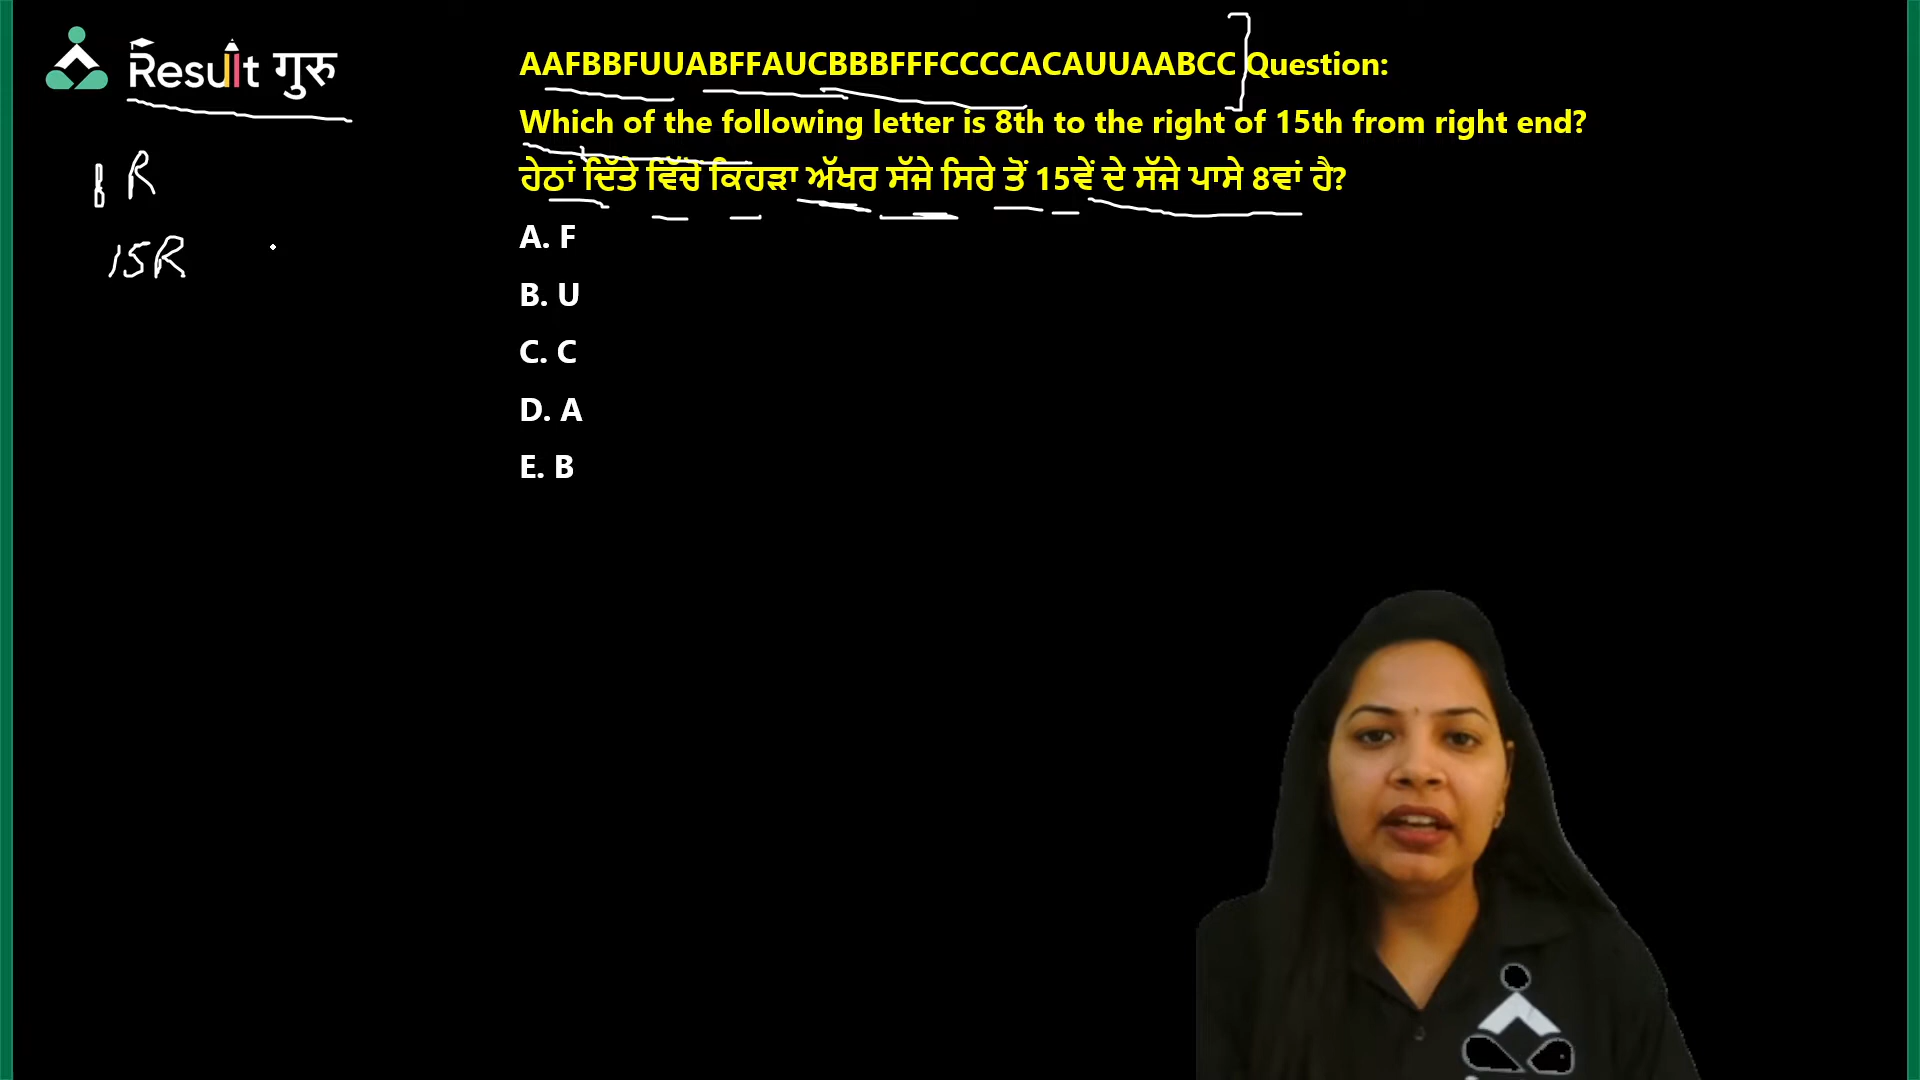 Result गुरु
AAFBBFUUABFFAUCBBBFFFCCCCACAUUAABCC Question:
Which of the following letter is 8th to the right of 15th from right end?
ਹੇਠਾਂ ਦਿੱਤੇ ਵਿੱਚੋਂ ਕਿਹੜਾ ਅੱਖਰ ਸੱਜੇ ਸਿਰੇ ਤੋਂ 15ਵੇਂ ਦੇ ਸੱਜੇ ਪਾਸੇ 8ਵਾਂ ਹੈ?
8 R
15R
A. F
B. U
C. C
D. A
E. B